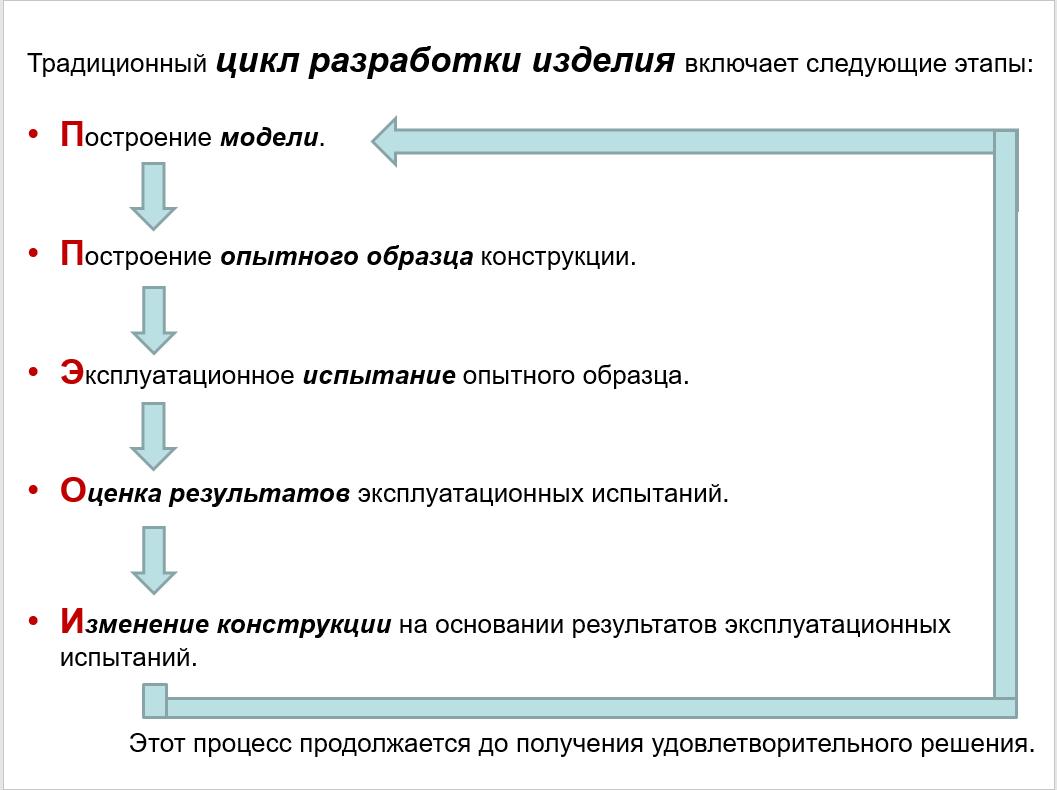 Традиционный цикл разработки изделия включает следующие этапы:
• Построение модели.
• Построение опытного образца конструкции.
• Эксплуатационное испытание опытного образца.
• Оценка результатов эксплуатационных испытаний.
• Изменение конструкции на основании результатов эксплуатационных
испытаний.
Этот процесс продолжается до получения удовлетворительного решения.